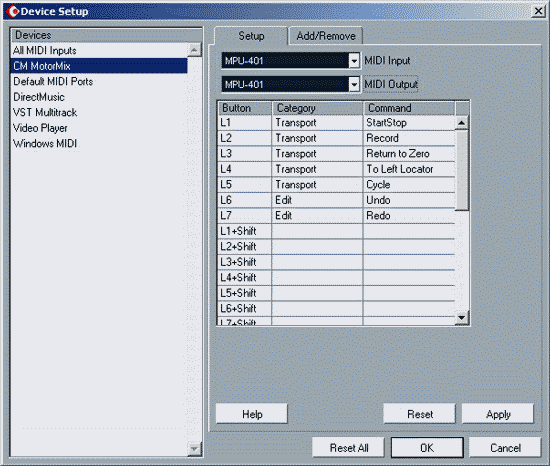 Device Setup
Devices
All MIDI Inputs
CM MotorMix
Default MIDI Ports
DirectMusic
VST Multitrack
Video Player
Windows MIDI
Setup Add/Remove
MPU-401 MIDI Input
MPU-401 MIDI Output
Button Category Command
L1 Transport StartStop
L2 Transport Record
L3 Transport Return to Zero
L4 Transport To Left Locator
L5 Transport Cycle
L6 Edit Undo
L7 Edit Redo
L1+Shift
L2+Shift
L3+Shift
L4+Shift
L5+Shift
L6+Shift
L7+Shift
Help Reset Apply
Reset All OK Cancel